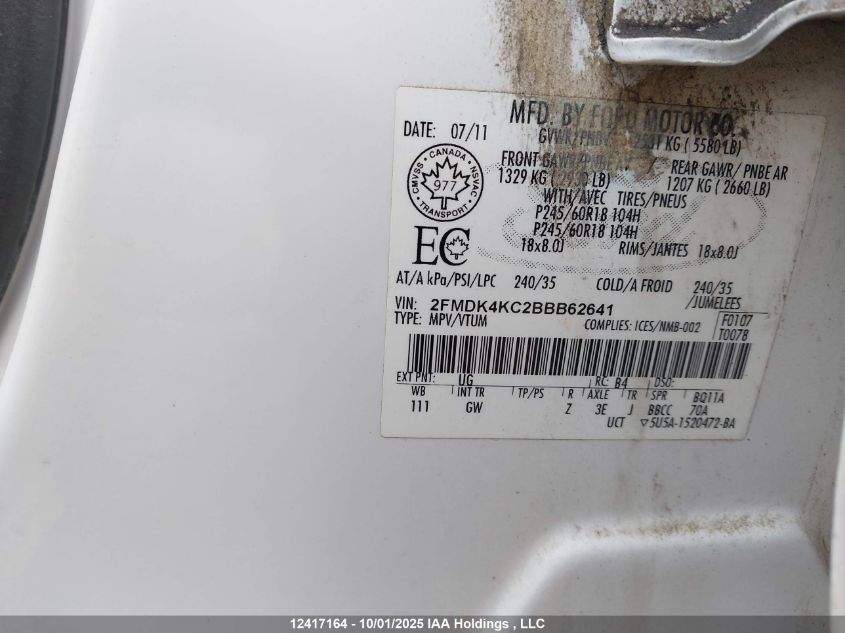 MFD. BY FORD MOTOR CO.
DATE: 07/11
GVWR/PNBV KG ( 5580 LB)
FRONT GAWR/PNBE AV
1329 KG ( LB)
REAR GAWR/ PNBE AR
1207 KG ( 2660 LB)
CMVSS • CANADA • NSVAC • TRANSPORT •
977
EC
WITH/AVEC TIRES/PNEUS
P245/60R18 104H
P245/60R18 104H
18x8.0J RIMS/JANTES 18x8.0J
AT/A kPa/PSI/LPC 240/35 COLD/A FROID 240/35
/JUMELEES
VIN: 2FMDK4KC2BBB62641
TYPE: MPV/VTUM COMPLIES: ICES/NMB-002 F0107
T0078
EXT PNT: UG RC: B4 DSO:
WB INT TR TP/PS R AXLE TR SPR BQ11A
111 GW Z 3E J BBCC 70A
UCT ▽5U5A-1520472-BA
12417164 - 10/01/2025 IAA Holdings , LLC